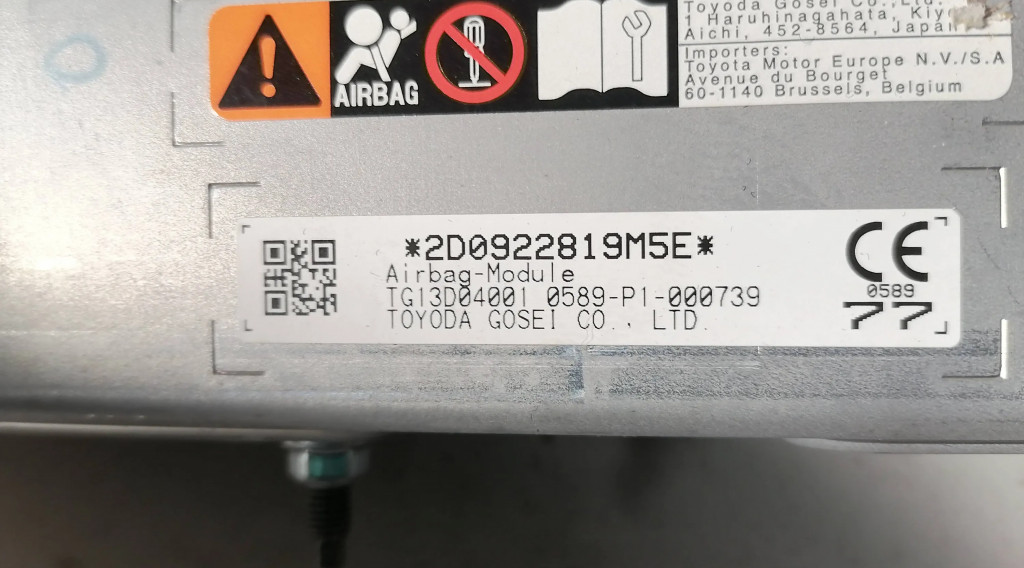 AIRBAG
Toyoda Gosei Co.,Ltd.
1 Haruhinagahata,
Aichi, 452-8564, Japan
Importers:
Toyota Motor Europe N.V./S.A
Avenue du Bourget
60-1140 Brussels, Belgium
*2D0922819M5E*
Airbag-Module
TG13D04001 0589-P1-000739
TOYODA GOSEI CO., LTD.
CE
0589
77